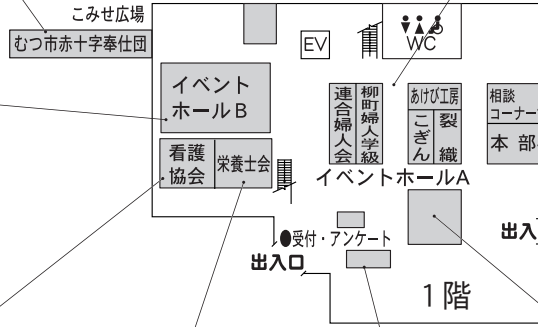 こみせ広場
むつ市赤十字奉仕団
EV
WC
イベント
ホールB
連合婦人会
柳町婦人学級
あけび工房
こぎん
裂織
相談
コーナー
本部
看護
協会
栄養士会
イベントホールA
出入
●受付・アンケート
出入口
1階